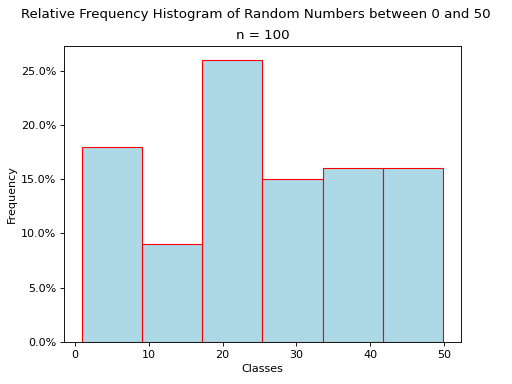 Relative Frequency Histogram of Random Numbers between 0 and 50
n = 100
25.0%
20.0%
15.0%
10.0%
5.0%
0.0%
Frequency
0 10 20 30 40 50
Classes